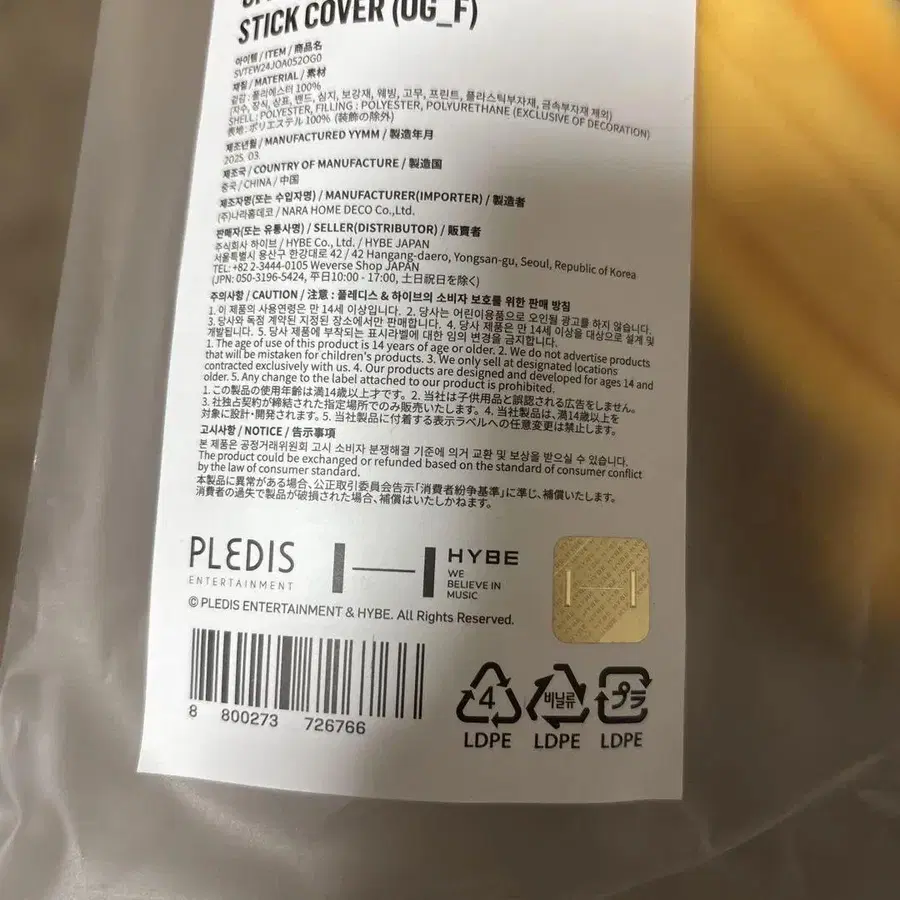 STICK COVER (OG_F)
아이템 / ITEM / 商品名
SVTEW24JOA052OG0
재질 / MATERIAL / 素材
겉감 : 폴리에스터 100%
(자수, 장식, 상표, 밴드, 심지, 보강재, 웨빙, 고무, 프린트, 플라스틱부자재, 금속부자재 제외)
SHELL : POLYESTER, FILLING : POLYESTER, POLYURETHANE (EXCLUSIVE OF DECORATION)
表地 : ポリエステル 100% (装飾の除外)
제조년월 / MANUFACTURED YYMM / 製造年月
2025. 03.
제조국 / COUNTRY OF MANUFACTURE / 製造国
중국 / CHINA / 中国
제조자명(또는 수입자명) / MANUFACTURER(IMPORTER) / 製造者
(주)나라홈데코 / NARA HOME DECO Co.,Ltd.
판매자(또는 유통사명) / SELLER(DISTRIBUTOR) / 販賣者
주식회사 하이브 / HYBE Co., Ltd. / HYBE JAPAN
서울특별시 용산구 한강대로 42 / 42 Hangang-daero, Yongsan-gu, Seoul, Republic of Korea
TEL: +82 2-3444-0105 Weverse Shop JAPAN
(JPN: 050-3196-5424, 平日10:00 - 17:00, 土日祝日を除く)
주의사항 / CAUTION / 注意 : 플레디스 & 하이브의 소비자 보호를 위한 판매 방침
1. 이 제품의 사용연령은 만 14세 이상입니다. 2. 당사는 어린이용품으로 오인될 광고를 하지 않습니다.
3. 당사와 독점 계약된 지정된 장소에서만 판매합니다. 4. 당사 제품은 만 14세 이상을 대상으로 설계 및
개발됩니다. 5. 당사 제품에 부착되는 표시라벨에 대한 임의 변경을 금지합니다.
1. The age of use of this product is 14 years of age or older. 2. We do not advertise products
that will be mistaken for children's products. 3. We only sell at designated locations
contracted exclusively with us. 4. Our products are designed and developed for ages 14 and
older. 5. Any change to the label attached to our product is prohibited.
1. この製品の使用年齢は満14歳以上才です。2. 当社は子供用品と誤認される広告をしません。
3. 社独占契約が締結された指定場所でのみ販売いたします。4. 当社製品は、満14歳以上を
対象に設計・開発されます。5. 当社製品に付着する表示ラベルへの任意変更は禁止します。
고시사항 / NOTICE / 告示事項
본 제품은 공정거래위원회 고시 소비자 분쟁해결 기준에 의거 교환 및 보상을 받으실 수 있습니다.
The product could be exchanged or refunded based on the standard of consumer conflict
by the law of consumer standard.
本製品に異常がある場合、公正取引委員会告示「消費者紛争基準」に準じ、補償いたします。
消費者の過失で製品が破損された場合、補償はいたしかねます。
PLEDIS
ENTERTAINMENT
HYBE
WE
BELIEVE IN
MUSIC
© PLEDIS ENTERTAINMENT & HYBE. All Rights Reserved.
8 800273 726766
4
LDPE
비닐류
LDPE
プラ
LDPE